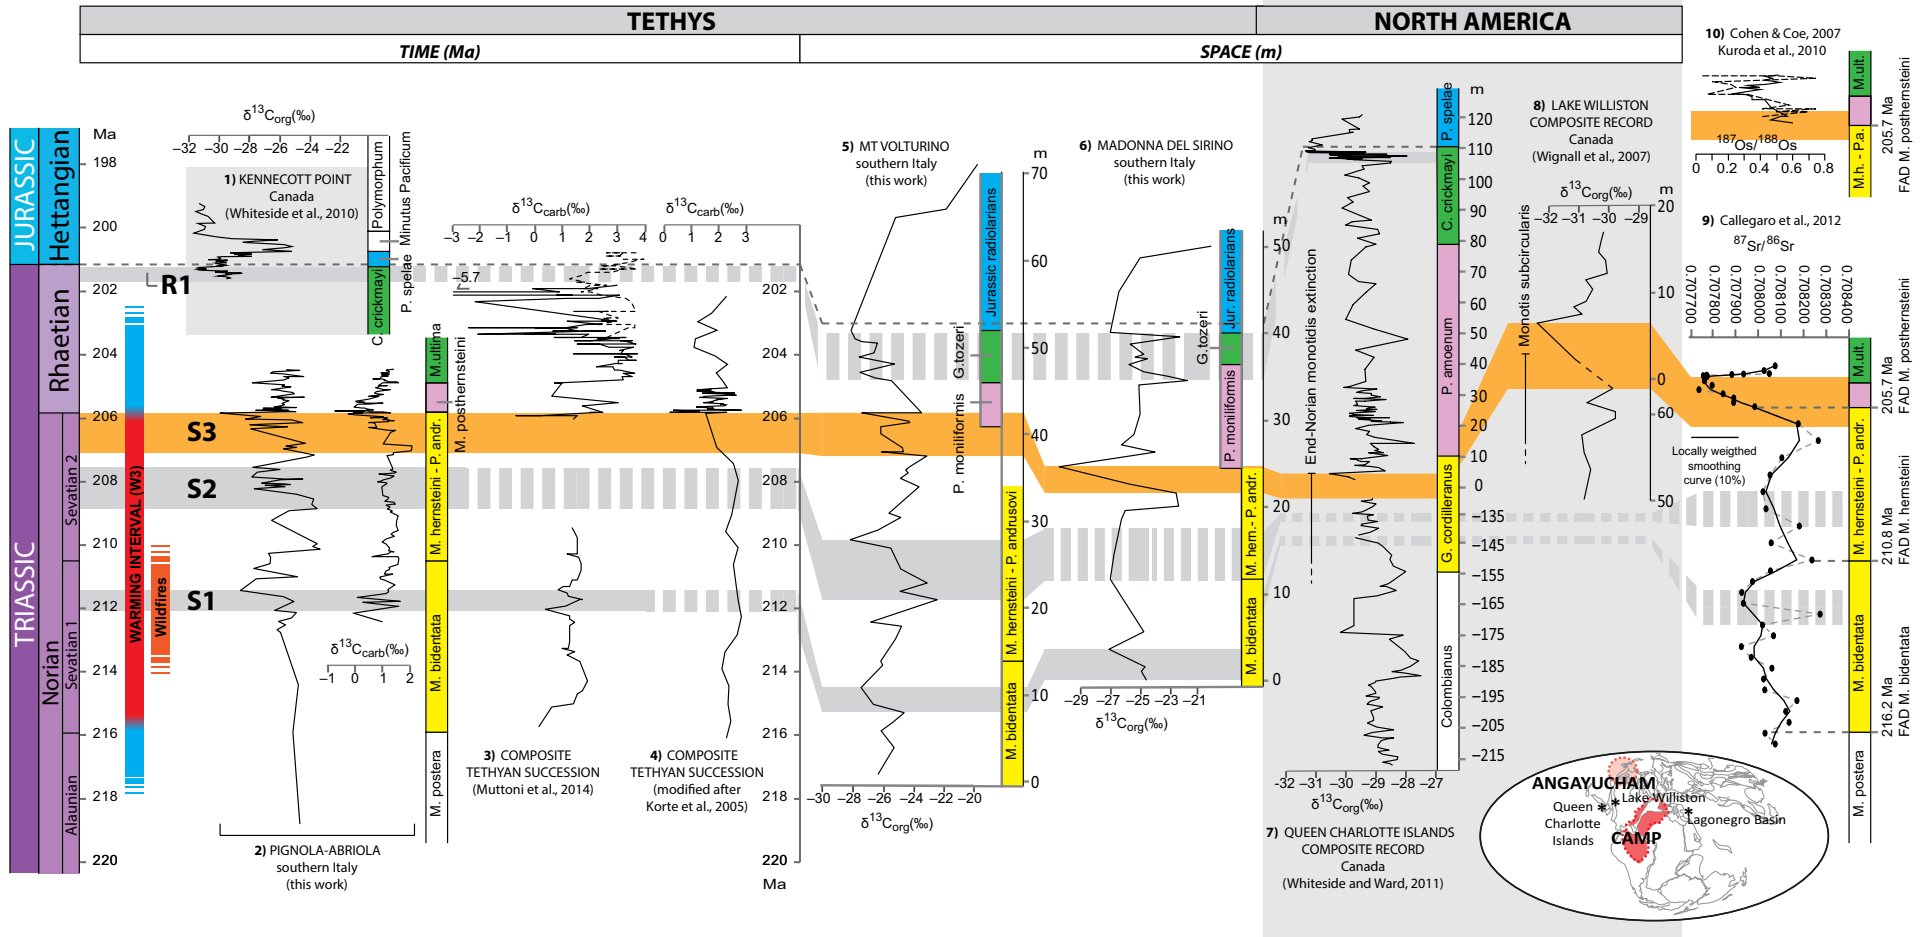 TETHYS
NORTH AMERICA
TIME (Ma)
SPACE (m)
JURASSIC
Hettangian
TRIASSIC
Rhaetian
Norian
Sevatian 2
Sevatian 1
Alaunian
Ma
198
200
202
204
206
208
210
212
214
216
218
220
WARMING INTERVAL (W3)
Wildfires
R1
S3
S2
S1
δ13Corg(‰)
−32 −30 −28 −26 −24 −22
1) KENNECOTT POINT
Canada
(Whiteside et al., 2010)
Polymorphum
Minutus Pacificum
P. spelae
C. crickmayi
δ13Ccarb(‰)
−1 0 1 2
2) PIGNOLA-ABRIOLA
southern Italy
(this work)
M.ultima
M. posthernsteini
M. hernsteini - P. andr.
M. bidentata
M. postera
δ13Ccarb(‰)
−3 −2 −1 0 1 2 3 4
−5.7
3) COMPOSITE
TETHYAN SUCCESSION
(Muttoni et al., 2014)
δ13Ccarb(‰)
0 1 2 3
4) COMPOSITE
TETHYAN SUCCESSION
(modified after
Korte et al., 2005)
200
202
204
206
208
210
212
214
216
218
220
Ma
5) MT VOLTURINO
southern Italy
(this work)
−30 −28 −26 −24 −22 −20
δ13Corg(‰)
Jurassic radiolarians
G.tozeri
P. moniliformis
M. hernsteini - P. andrusovi
M. bidentata
m
70
60
50
40
30
20
10
0
6) MADONNA DEL SIRINO
southern Italy
(this work)
−29 −27 −25 −23 −21
δ13Corg(‰)
Jur. radiolarians
G.tozeri
P. moniliformis
M. hern.- P. andr.
M. bidentata
m
50
40
30
20
10
0
End-Norian monotis extinction
−32 −31 −30 −29 −28 −27
δ13Corg(‰)
7) QUEEN CHARLOTTE ISLANDS
COMPOSITE RECORD
Canada
(Whiteside and Ward, 2011)
P. spelae
C. crickmayi
P. amoenum
G. cordilleranus
Colombianus
m
120
110
100
90
80
70
60
50
40
30
20
10
0
−135
−145
−155
−165
−175
−185
−195
−205
−215
8) LAKE WILLISTON
COMPOSITE RECORD
Canada
(Wignall et al., 2007)
δ13Corg(‰)
−32 −31 −30 −29
Monotis subcircularis
m
20
10
0
60
50
10) Cohen & Coe, 2007
Kuroda et al., 2010
187Os/188Os
0 0.4 0.6 0.8
M.ult.
M.h. - P.a.
205.7 Ma
FAD M. posthernsteini
9) Callegaro et al., 2012
87Sr/86Sr
0.707700
0.707800
0.707900
0.708000
0.708100
0.708200
0.708300
0.708400
Locally weigthed
smoothing
curve (10%)
M.ult.
M. hernsteini - P. andr.
M. bidentata
M. postera
205.7 Ma
FAD M. posthernsteini
210.8 Ma
FAD M. hernsteini
216.2 Ma
FAD M. bidentata
ANGAYUCHAM
Queen
Charlotte
Islands
Lake Williston
Lagonegro Basin
CAMP